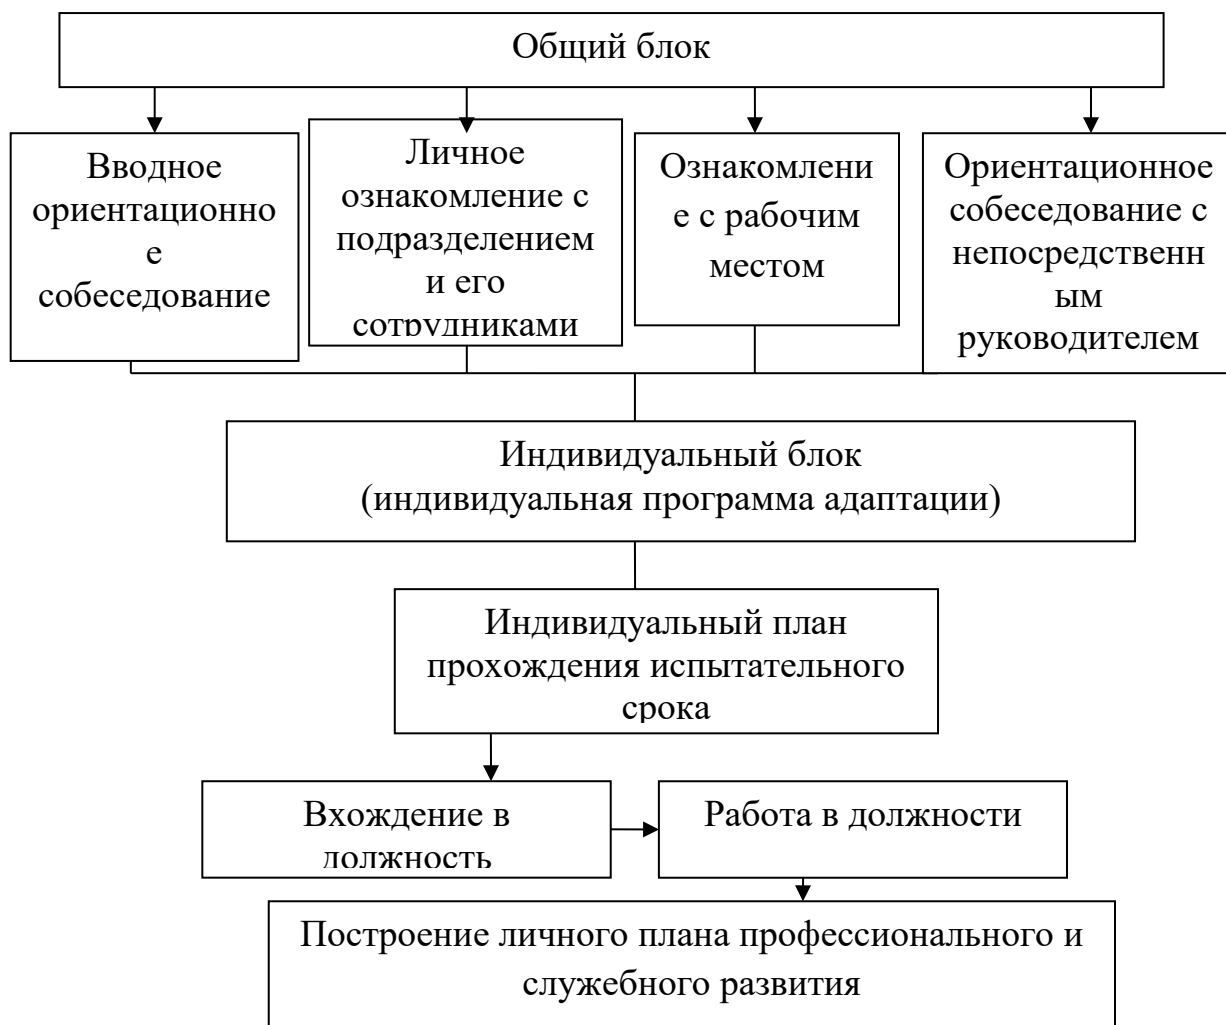 Общий блок
Вводное
ориентационно
е
собеседование
Личное
ознакомление с
подразделением
и его
сотрудниками
Ознакомлени
е с рабочим
местом
Ориентационное
собеседование с
непосредственн
ым
руководителем
Индивидуальный блок
(индивидуальная программа адаптации)
Индивидуальный план
прохождения испытательного
срока
Вхождение в
должность
Работа в должности
Построение личного плана профессионального и
служебного развития